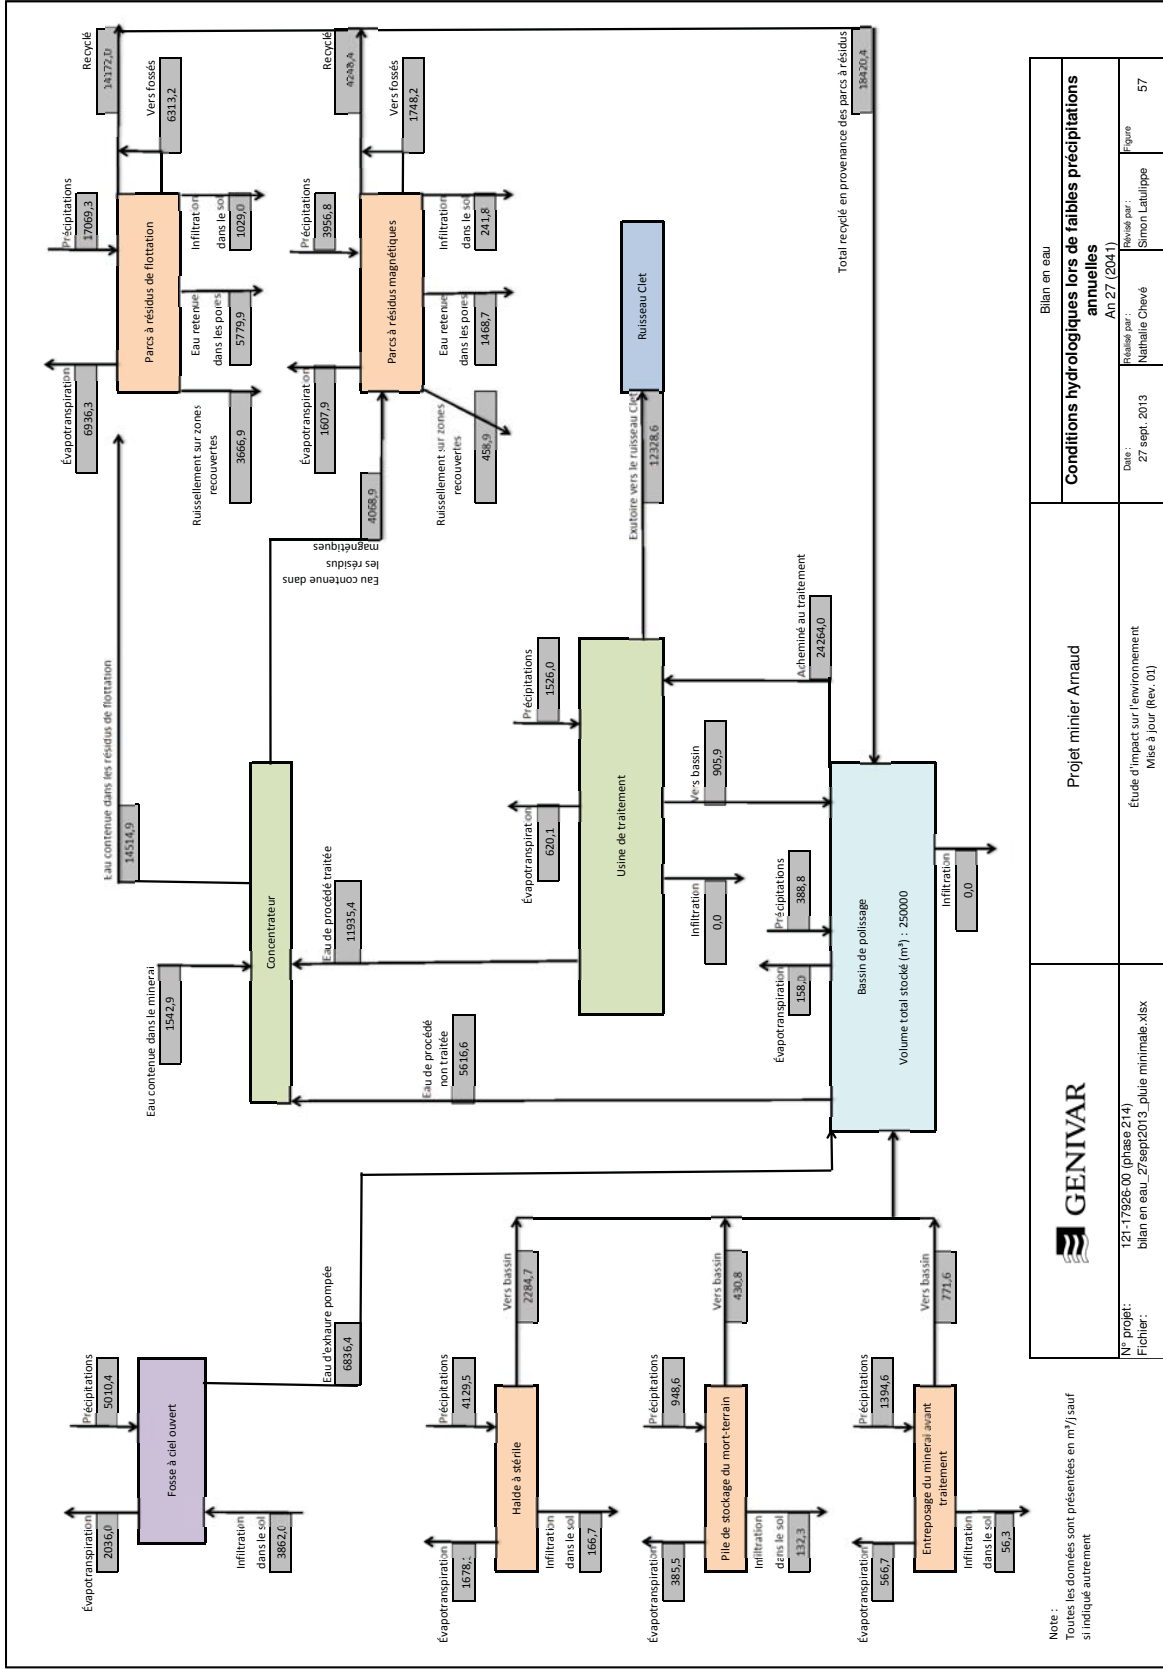 Évapotranspiration
2036,0
Précipitations
5010,4
Fosse à ciel ouvert
Infiltration
dans le sol
3862,0
Eau d'exhaure pompée
6836,4
Évapotranspiration
Précipitations
4129,5
Halde à stérile
Infiltration
dans le sol
166,7
Vers bassin
2284,7
Évapotranspiration
385,5
Précipitations
948,6
Pile de stockage du mort-terrain
Infiltration
dans le sol
132,3
Vers bassin
430,8
Évapotranspiration
566,7
Précipitations
1394,6
Entreposage du minerai avant
traitement
Infiltration
dans le sol
56,3
Vers bassin
771,6
Eau contenue dans le minerai
1542,9
Concentrateur
Eau contenue dans les résidus de flottation
14514,9
Eau de procédé
non traitée
5616,6
Eau de procédé traitée
11935,4
Eau contenue dans
les résidus
magnétiques
4068,9
Évapotranspiration
620,1
Précipitations
1526,0
Usine de traitement
Infiltration
0,0
Vers bassin
905,9
Acheminé au traitement
24264,0
Exutoire vers le ruisseau Clet
12328,6
Ruisseau Clet
Évapotranspiration
158,0
Précipitations
388,8
Bassin de polissage
Volume total stocké (m³) : 250000
Infiltration
0,0
Évapotranspiration
6936,3
Précipitations
17069,3
Recyclé
14172,0
Vers fossés
6313,2
Parcs à résidus de flottation
Ruissellement sur zones
recouvertes
3666,9
Eau retenue
dans les pores
5779,9
Infiltration
dans le sol
1029,0
Évapotranspiration
1607,9
Précipitations
3956,8
Recyclé
4248,4
Vers fossés
1748,2
Parcs à résidus magnétiques
Ruissellement sur zones
recouvertes
458,9
Eau retenue
dans les pores
1468,7
Infiltration
dans le sol
241,8
Total recyclé en provenance des parcs à résidus
18420,4
Note :
Toutes les données sont présentées en m³/j sauf
si indiqué autrement
GENIVAR
N° projet: 121-17926-00 (phase 214)
Fichier: bilan en eau_27sept2013_pluie minimale.xlsx
Projet minier Arnaud
Étude d'impact sur l'environnement
Mise à jour (Rev. 01)
Bilan en eau
Conditions hydrologiques lors de faibles précipitations
annuelles
An 27 (2041)
Date :
27 sept. 2013
Réalisé par :
Nathalie Chevé
Révisé par :
Simon Latulippe
Figure
57